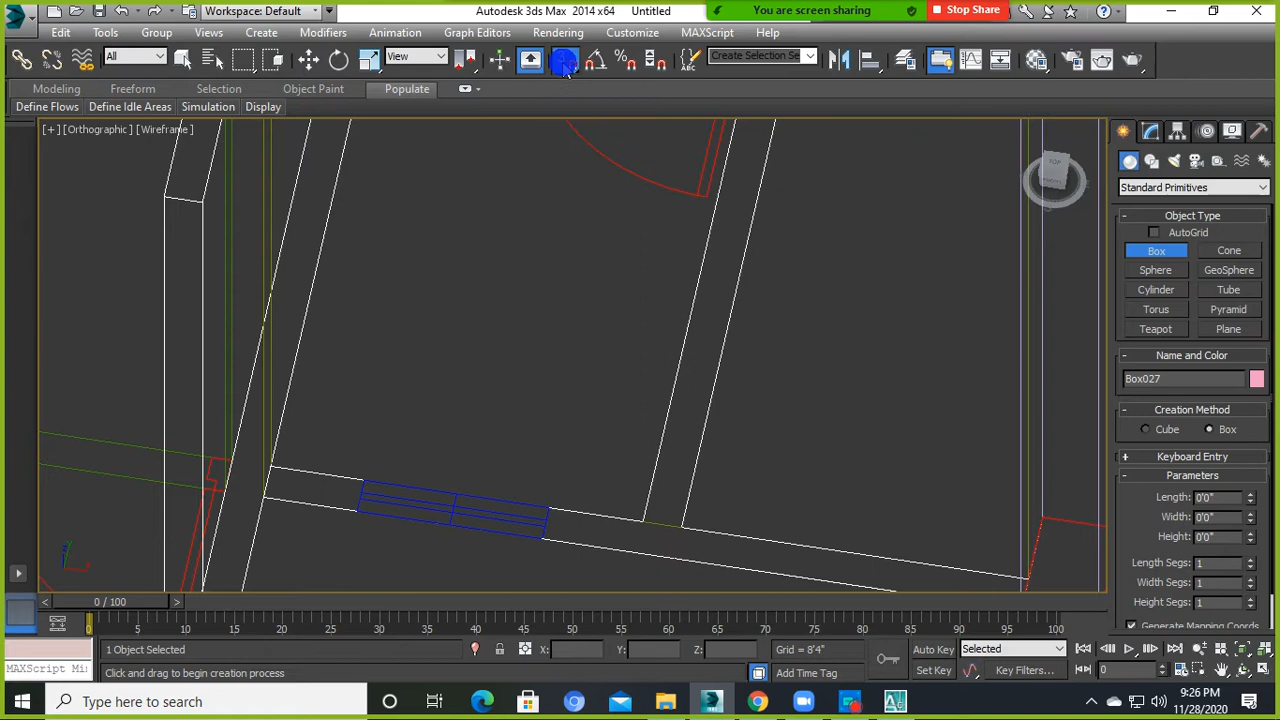 Workspace: Default
Autodesk 3ds Max 2014 x64 Untitled
You are screen sharing
Stop Share
Edit Tools Group Views Create Modifiers Animation Graph Editors Rendering Customize MAXScript Help
All
View
Create Selection Se
Modeling Freeform Selection Object Paint Populate
Define Flows Define Idle Areas Simulation Display
[+] [Orthographic] [Wireframe]
TOP
Standard Primitives
Object Type
AutoGrid
Box Cone
Sphere GeoSphere
Cylinder Tube
Torus Pyramid
Teapot Plane
Name and Color
Box027
Creation Method
Cube Box
Keyboard Entry
Parameters
Length: 0'0"
Width: 0'0"
Height: 0'0"
Length Segs: 1
Width Segs: 1
Height Segs: 1
Generate Mapping Coords
0 / 100
0 5 10 15 20 25 30 35 40 45 50 55 60 65 70 75 80 85 90 95 100
1 Object Selected
X: Y: Z:
Grid = 8'4"
Auto Key Selected
MAXScript Mi
Click and drag to begin creation process
Add Time Tag
Set Key Key Filters... 0
Type here to search
9:26 PM
11/28/2020